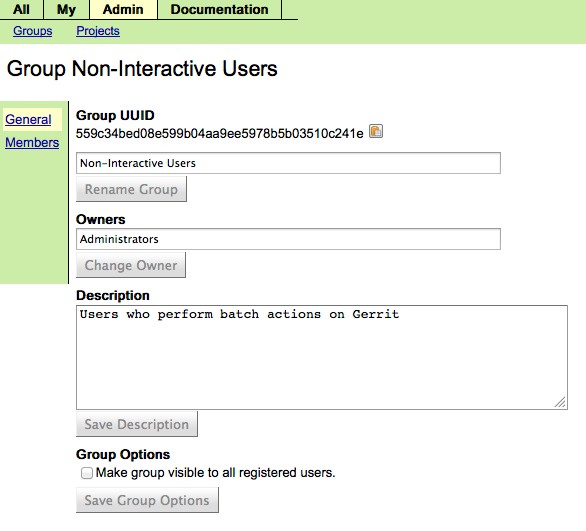 All My Admin Documentation
Groups Projects
Group Non-Interactive Users
General
Members
Group UUID
559c34bed08e599b04aa9ee5978b5b03510c241e
Non-Interactive Users
Rename Group
Owners
Administrators
Change Owner
Description
Users who perform batch actions on Gerrit
Save Description
Group Options
Make group visible to all registered users.
Save Group Options